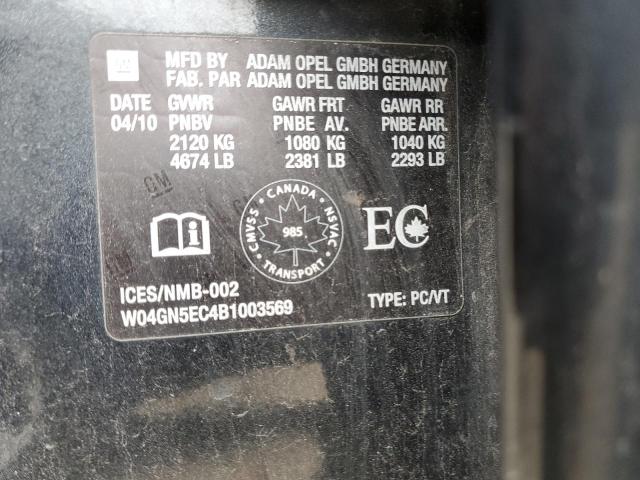 GM
MFD BY ADAM OPEL GMBH GERMANY
FAB. PAR ADAM OPEL GMBH GERMANY
DATE GVWR GAWR FRT GAWR RR
04/10 PNBV PNBE AV. PNBE ARR.
2120 KG 1080 KG 1040 KG
4674 LB 2381 LB 2293 LB
GM
CANADA
CMVSS NSVAC
985
TRANSPORT
i
EC
ICES/NMB-002
W04GN5EC4B1003569 TYPE: PC/VT